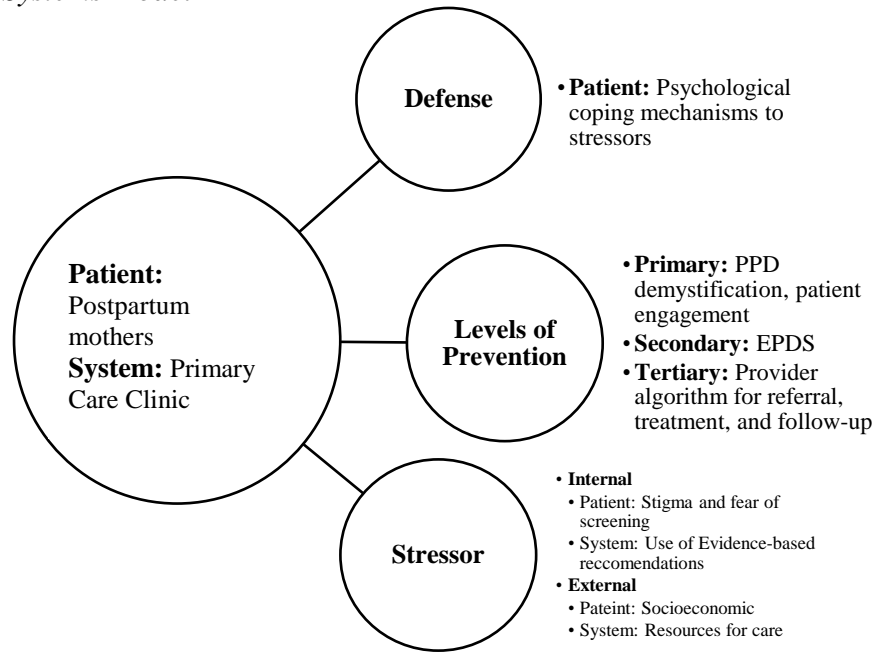 Defense
• Patient: Psychological
coping mechanisms to
stressors
Patient:
Postpartum
mothers
System: Primary
Care Clinic
Levels of
Prevention
• Primary: PPD
demystification, patient
engagement
• Secondary: EPDS
• Tertiary: Provider
algorithm for referral,
treatment, and follow-up
Stressor
• Internal
• Patient: Stigma and fear of
screening
• System: Use of Evidence-based
reccomendations
• External
• Pateint: Socioeconomic
• System: Resources for care